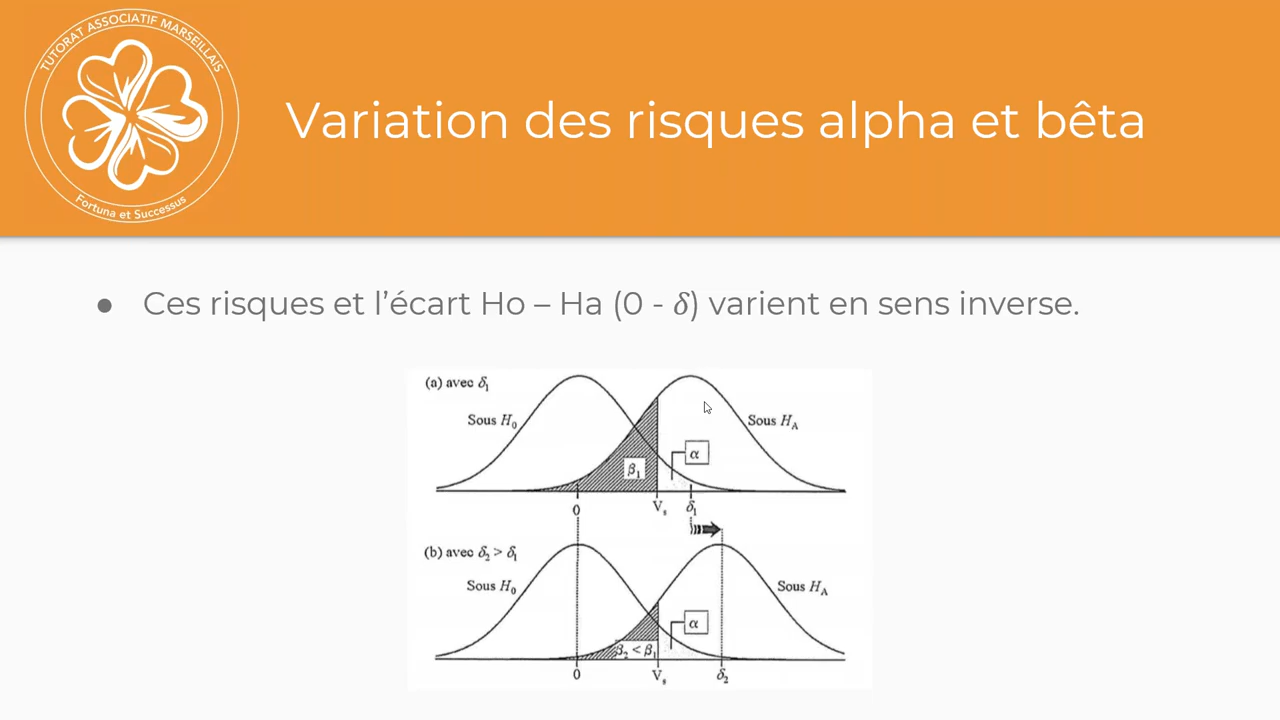 TUTORAT ASSOCIATIF MARSEILLAIS
Fortuna et Successus
Variation des risques alpha et bêta
● Ces risques et l’écart Ho – Ha (0 - δ) varient en sens inverse.
(a) avec δ₁
Sous H₀
Sous H_A
α
β₁
0
Vₛ
δ₁
(b) avec δ₂ > δ₁
Sous H₀
Sous H_A
α
β₂ < β₁
0
Vₛ
δ₂